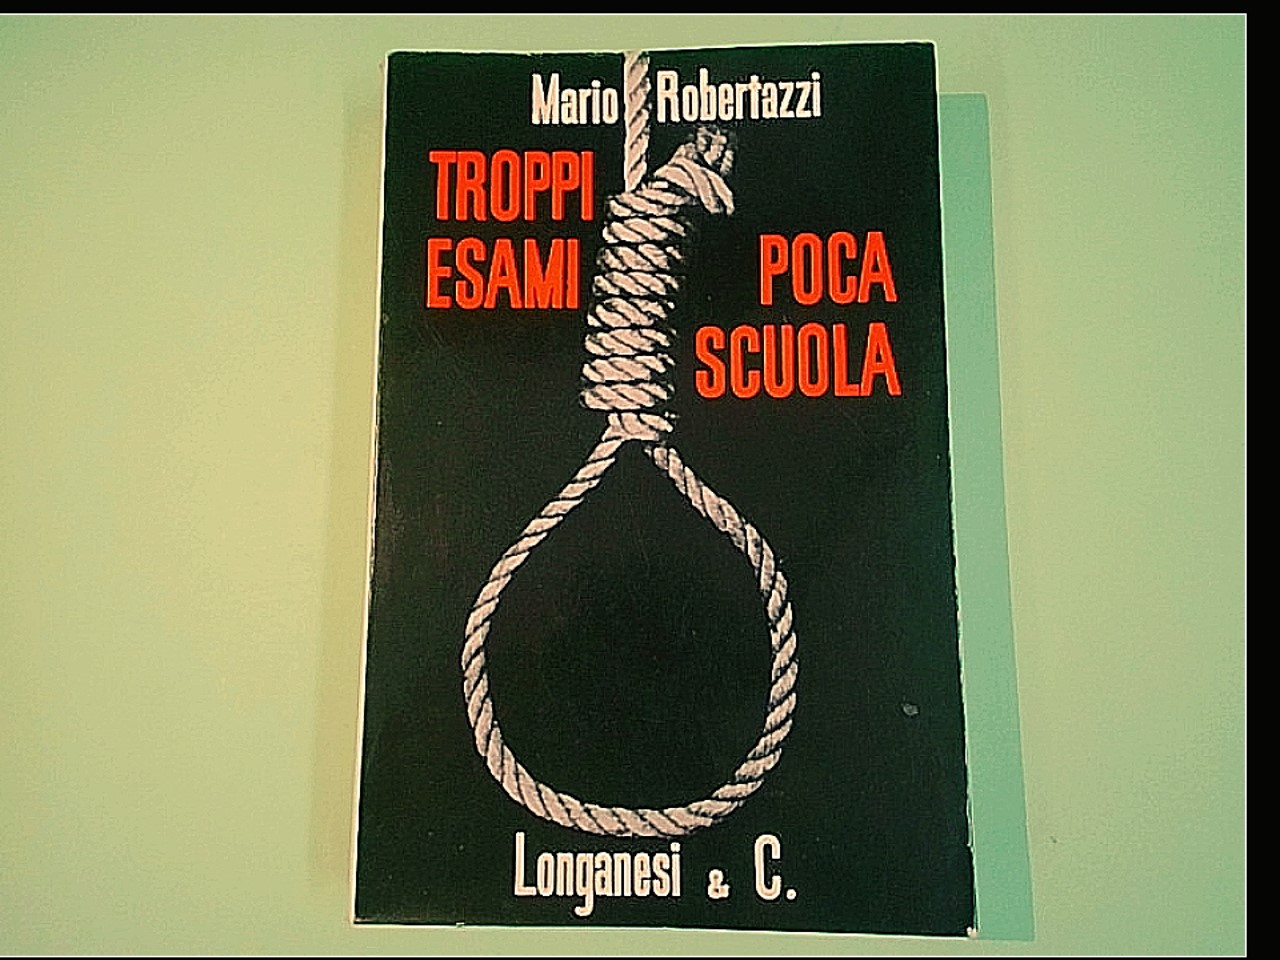 Mario Robertazzi
TROPPI
ESAMI
POCA
SCUOLA
Longanesi & C.